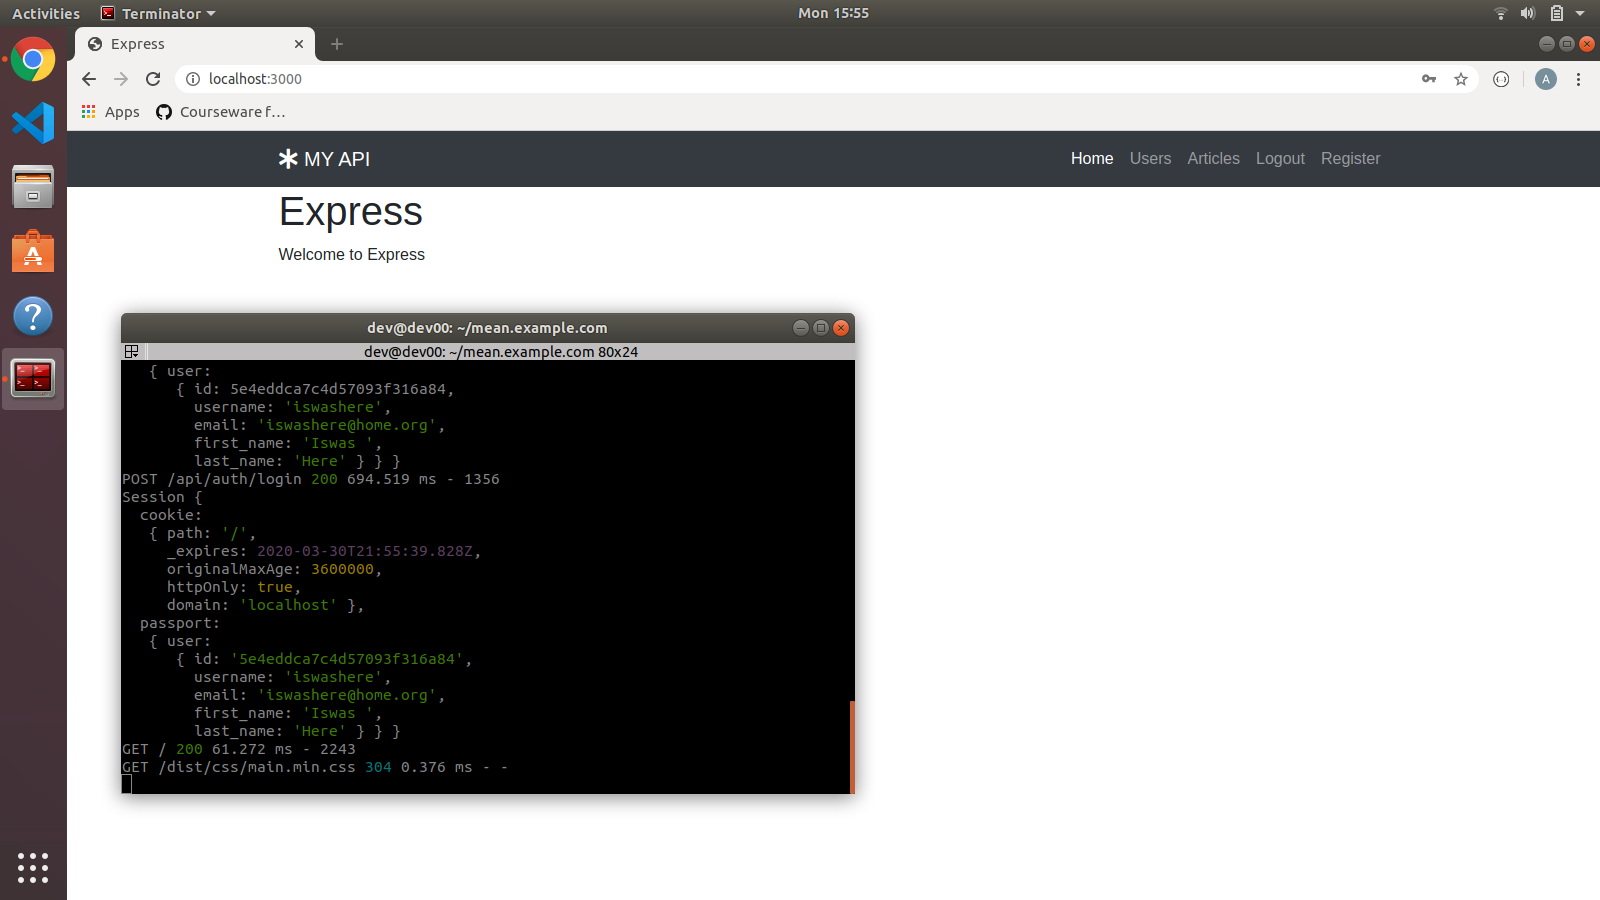 Activities Terminator Mon 15:55
Express
localhost:3000 A
Apps Courseware f...
MY API Home Users Articles Logout Register
Express
Welcome to Express
dev@dev00: ~/mean.example.com
dev@dev00: ~/mean.example.com 80x24
{ user:
{ id: 5e4eddca7c4d57093f316a84,
username: 'iswashere',
email: 'iswashere@home.org',
first_name: 'Iswas ',
last_name: 'Here' } } }
POST /api/auth/login 200 694.519 ms - 1356
Session {
cookie:
{ path: '/',
_expires: 2020-03-30T21:55:39.828Z,
originalMaxAge: 3600000,
httpOnly: true,
domain: 'localhost' },
passport:
{ user:
{ id: '5e4eddca7c4d57093f316a84',
username: 'iswashere',
email: 'iswashere@home.org',
first_name: 'Iswas ',
last_name: 'Here' } } }
GET / 200 61.272 ms - 2243
GET /dist/css/main.min.css 304 0.376 ms - -